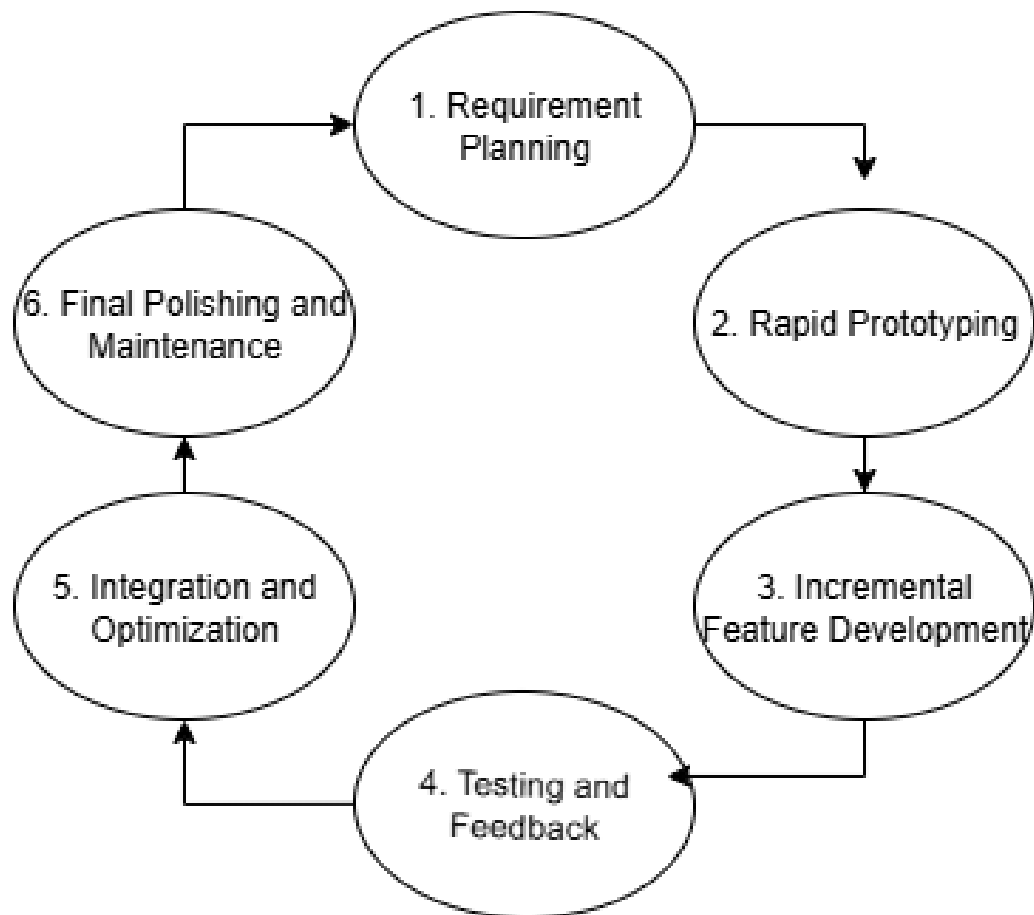 1. Requirement
Planning
2. Rapid Prototyping
3. Incremental
Feature Development
4. Testing and
Feedback
5. Integration and
Optimization
6. Final Polishing and
Maintenance